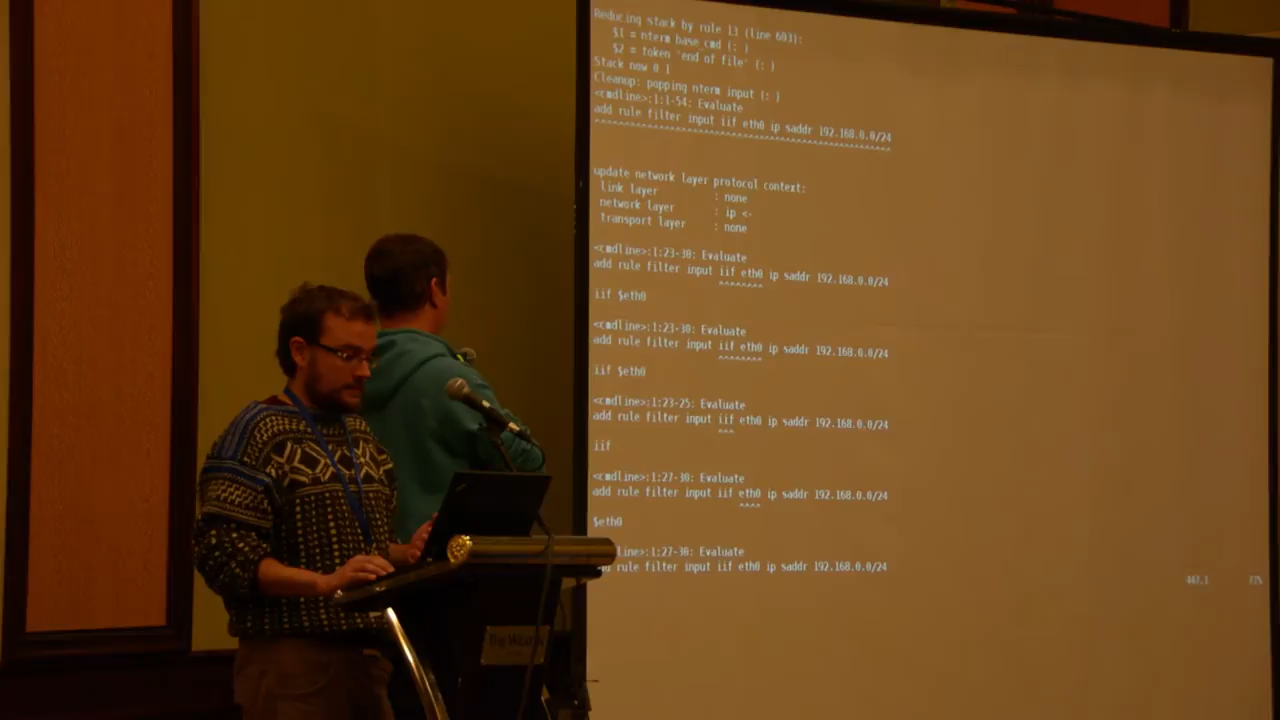 Reducing stack by rule 13 (line 603):
$1 = nterm base_cmd (: )
$2 = token "end of file" (: )
Stack now 0 1
Cleanup: popping nterm input (: )
<cmdline>:1:1-54: Evaluate
add rule filter input iif eth0 ip saddr 192.168.0.0/24
^^^^^^^^^^^^^^^^^^^^^^^^^^^^^^^^^^^^^^^^^^^^^^^^^^^^^^
update network layer protocol context:
link layer : none
network layer : ip <-
transport layer : none
<cmdline>:1:23-30: Evaluate
add rule filter input iif eth0 ip saddr 192.168.0.0/24
^^^^^^^^
iif $eth0
<cmdline>:1:23-30: Evaluate
add rule filter input iif eth0 ip saddr 192.168.0.0/24
^^^^^^^^
iif $eth0
<cmdline>:1:23-25: Evaluate
add rule filter input iif eth0 ip saddr 192.168.0.0/24
^^^
iif
<cmdline>:1:27-30: Evaluate
add rule filter input iif eth0 ip saddr 192.168.0.0/24
^^^^
$eth0
line>:1:27-30: Evaluate
rule filter input iif eth0 ip saddr 192.168.0.0/24
447,1